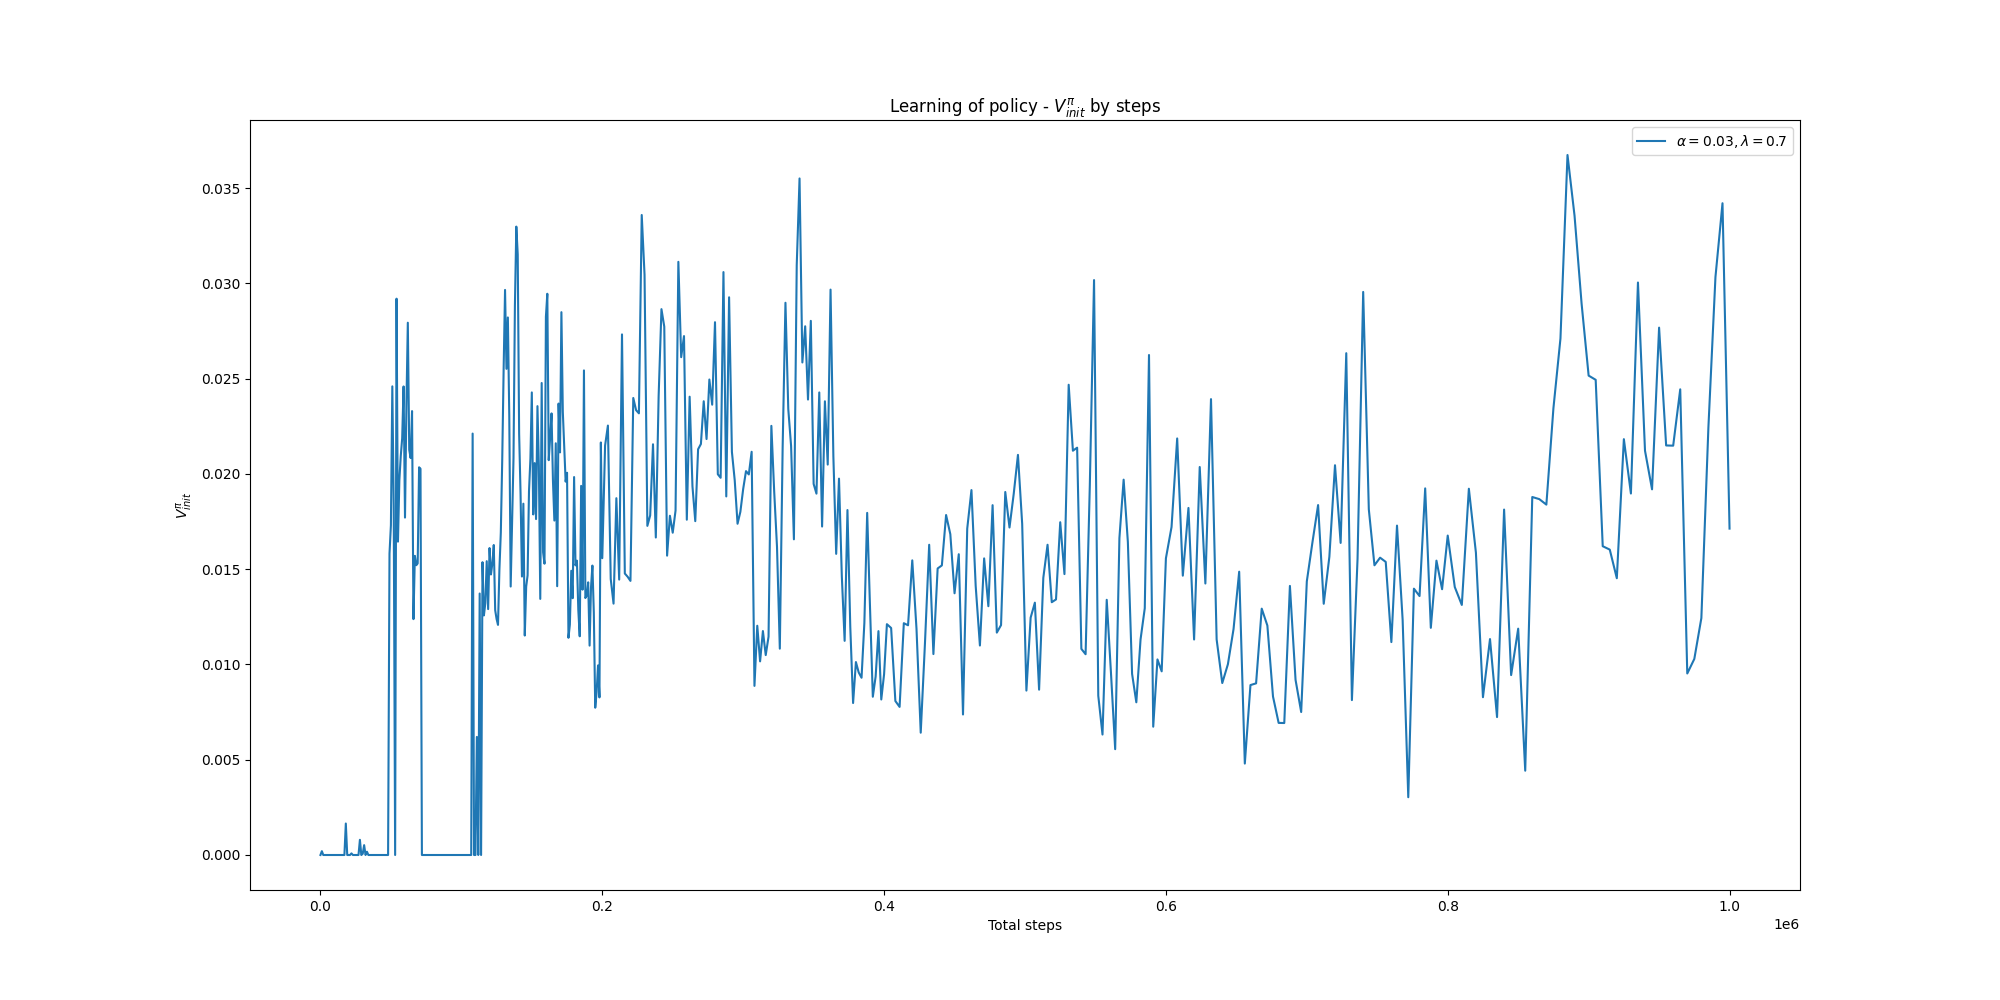 Learning of policy - $V^{\pi}_{init}$ by steps
α = 0.03, λ = 0.7
0.035
0.030
0.025
0.020
$V^{\pi}_{init}$
0.015
0.010
0.005
0.000
0.0 0.2 0.4 0.6 0.8 1.0
Total steps
1e6